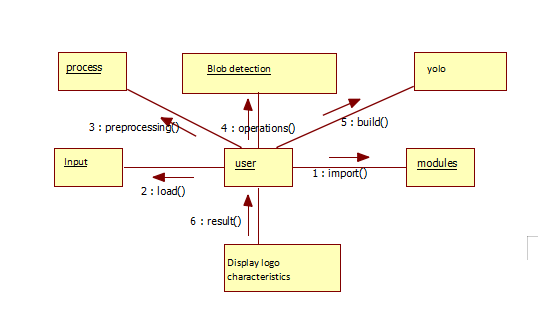 process
Blob detection
yolo
3 : preprocessing()
4 : operations()
5 : build()
Input
user
modules
2 : load()
1 : import()
6 : result()
Display logo
characteristics